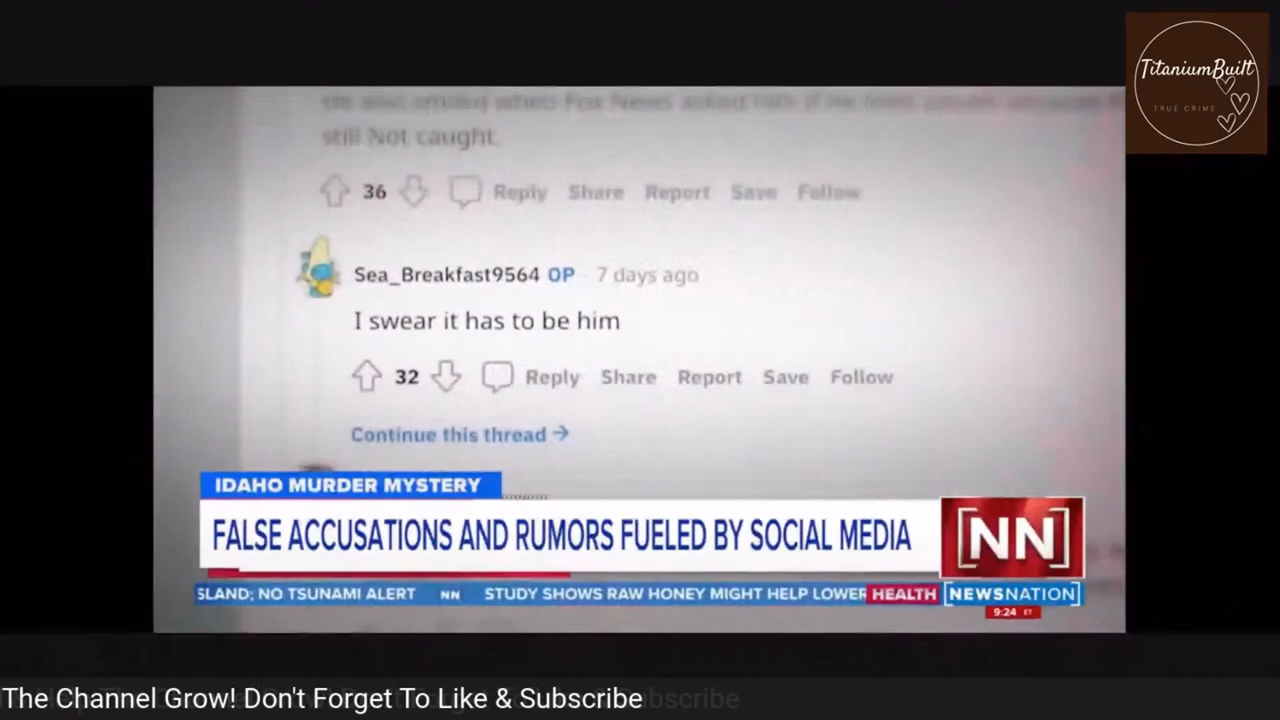 TitaniumBuilt
TRUE CRIME
still Not caught.
36 Reply Share Report Save Follow
Sea_Breakfast9564 OP · 7 days ago
I swear it has to be him
32 Reply Share Report Save Follow
Continue this thread →
IDAHO MURDER MYSTERY
FALSE ACCUSATIONS AND RUMORS FUELED BY SOCIAL MEDIA
[NN]
SLAND; NO TSUNAMI ALERT NN STUDY SHOWS RAW HONEY MIGHT HELP LOWER HEALTH [NEWSNATION]
9:24 ET
The Channel Grow! Don't Forget To Like & Subscribe